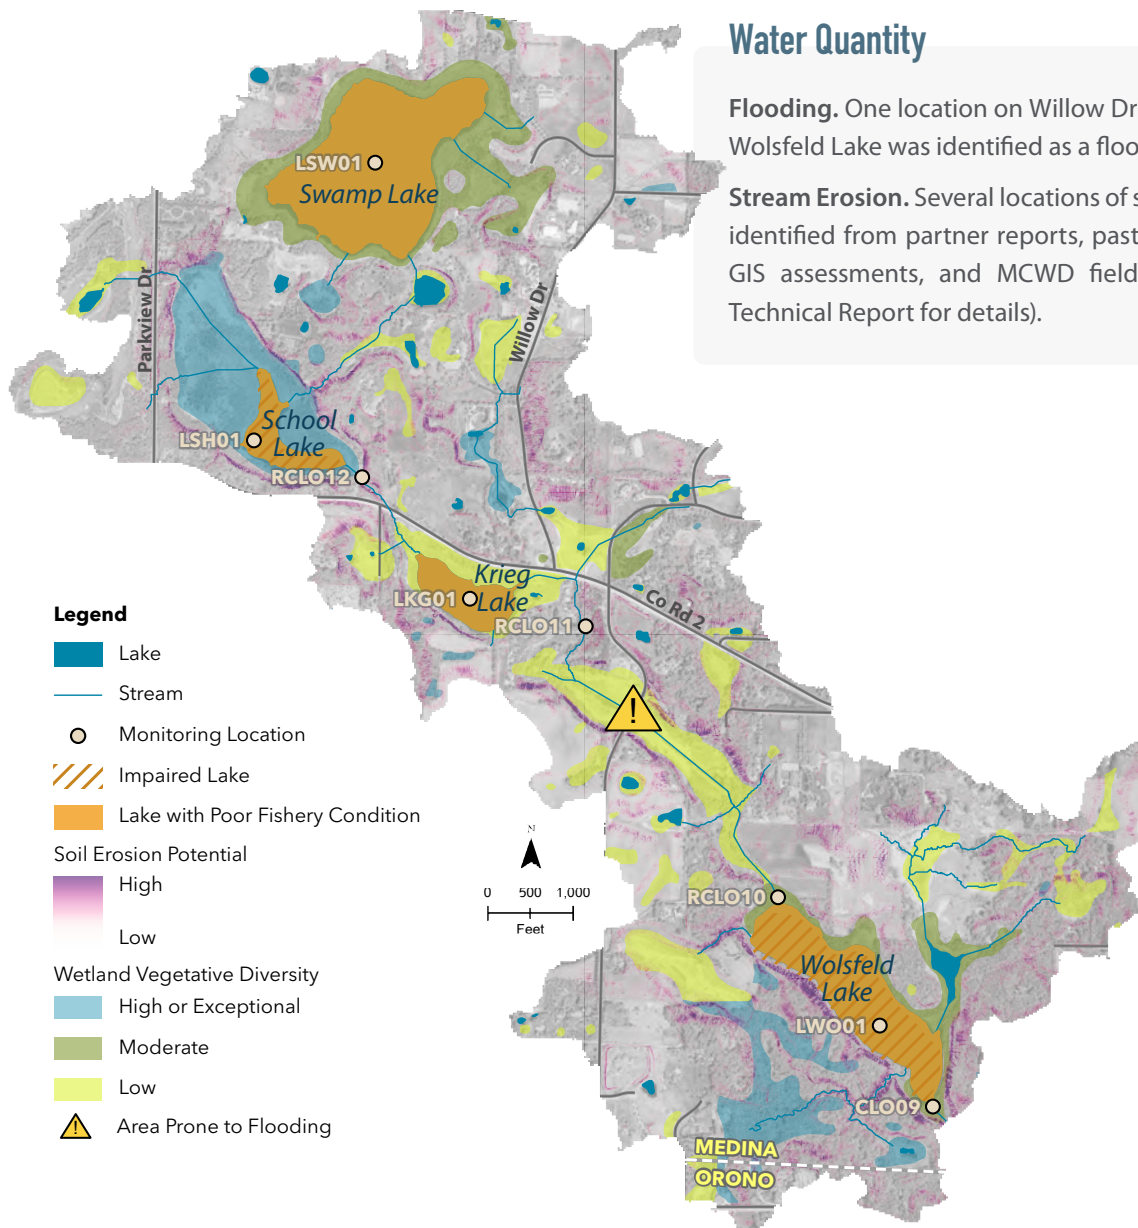 Water Quantity
Flooding. One location on Willow Dr
Wolsfeld Lake was identified as a floo
Stream Erosion. Several locations of s
identified from partner reports, past
GIS assessments, and MCWD field
Technical Report for details).
LSW01
Swamp Lake
Parkview Dr
Willow Dr
School
Lake
LSH01
RCLO12
Krieg
Lake
LKG01
RCLO11
Co Rd 2
!
RCLO10
Wolsfeld
Lake
LWO01
CLO09
MEDINA
ORONO
Legend
Lake
Stream
Monitoring Location
Impaired Lake
Lake with Poor Fishery Condition
Soil Erosion Potential
High
Low
Wetland Vegetative Diversity
High or Exceptional
Moderate
Low
! Area Prone to Flooding
N
0 500 1,000
Feet